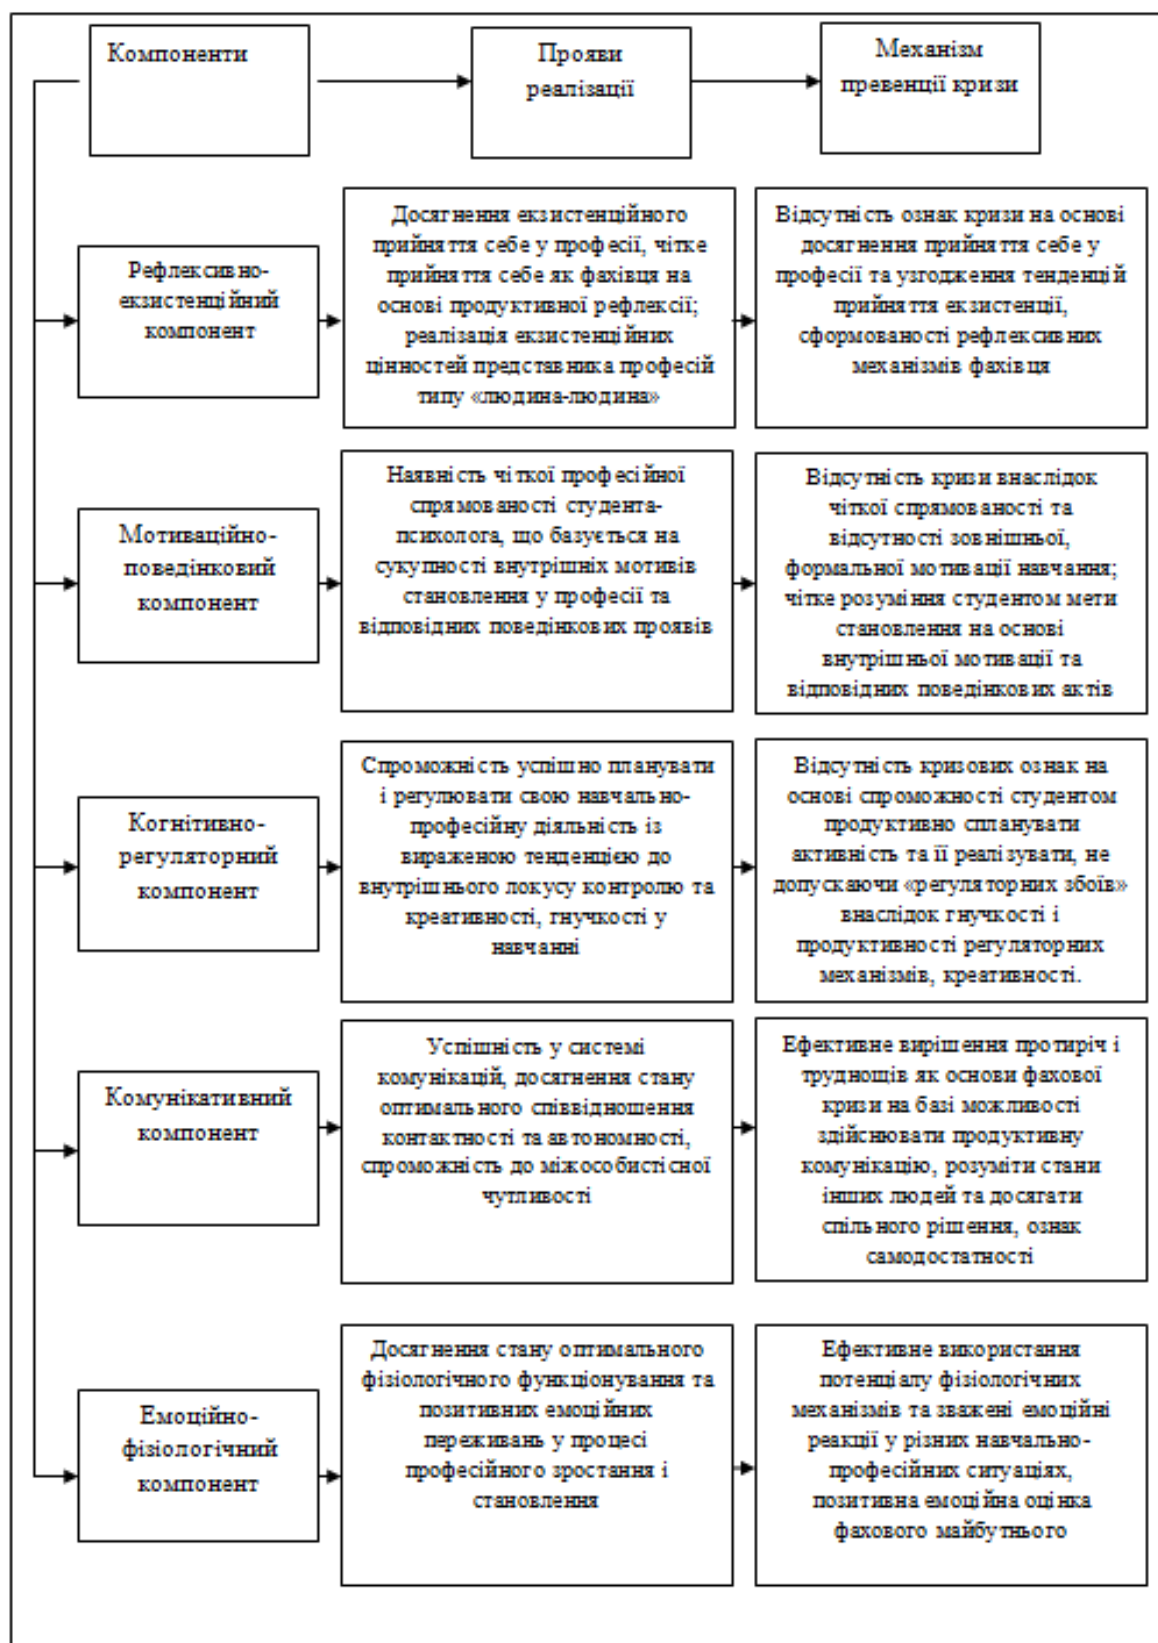 Компоненти
Прояви
реалізації
Механізм
превенції кризи
Рефлексивно-
екзистенційний
компонент
Досягнення екзистенційного
прийняття себе у професії, чітке
прийняття себе як фахівця на
основі продуктивної рефлексії;
реалізація екзистенційних
цінностей представника професій
типу «людина-людина»
Відсутність ознак кризи на основі
досягнення прийняття себе у
професії та узгодження тенденцій
прийняття екзистенції,
сформованості рефлексивних
механізмів фахівця
Мотиваційно-
поведінковий
компонент
Наявність чіткої професійної
спрямованості студента-
психолога, що базується на
сукупності внутрішніх мотивів
становлення у професії та
відповідних поведінкових проявів
Відсутність кризи внаслідок
чіткої спрямованості та
відсутності зовнішньої,
формальної мотивації навчання;
чітке розуміння студентом мети
становлення на основі
внутрішньої мотивації та
відповідних поведінкових актів
Когнітивно-
регуляторний
компонент
Спроможність успішно планувати
і регулювати свою навчально-
професійну діяльність із
вираженою тенденцією до
внутрішнього локусу контролю та
креативності, гнучкості у
навчанні
Відсутність кризових ознак на
основі спроможності студентом
продуктивно спланувати
активність та її реалізувати, не
допускаючи «регуляторних збоїв»
внаслідок гнучкості і
продуктивності регуляторних
механізмів, креативності.
Комунікативний
компонент
Успішність у системі
комунікацій, досягнення стану
оптимального співвідношення
контактності та автономності,
спроможність до міжособистісної
чутливості
Ефективне вирішення протиріч і
труднощів як основи фахової
кризи на базі можливості
здійснювати продуктивну
комунікацію, розуміти стани
інших людей та досягати
спільного рішення, ознак
самодостатності
Емоційно-
фізіологічний
компонент
Досягнення стану оптимального
фізіологічного функціонування та
позитивних емоційних
переживань у процесі
професійного зростання і
становлення
Ефективне використання
потенціалу фізіологічних
механізмів та зважені емоційні
реакції у різних навчально-
професійних ситуаціях,
позитивна емоційна оцінка
фахового майбутнього